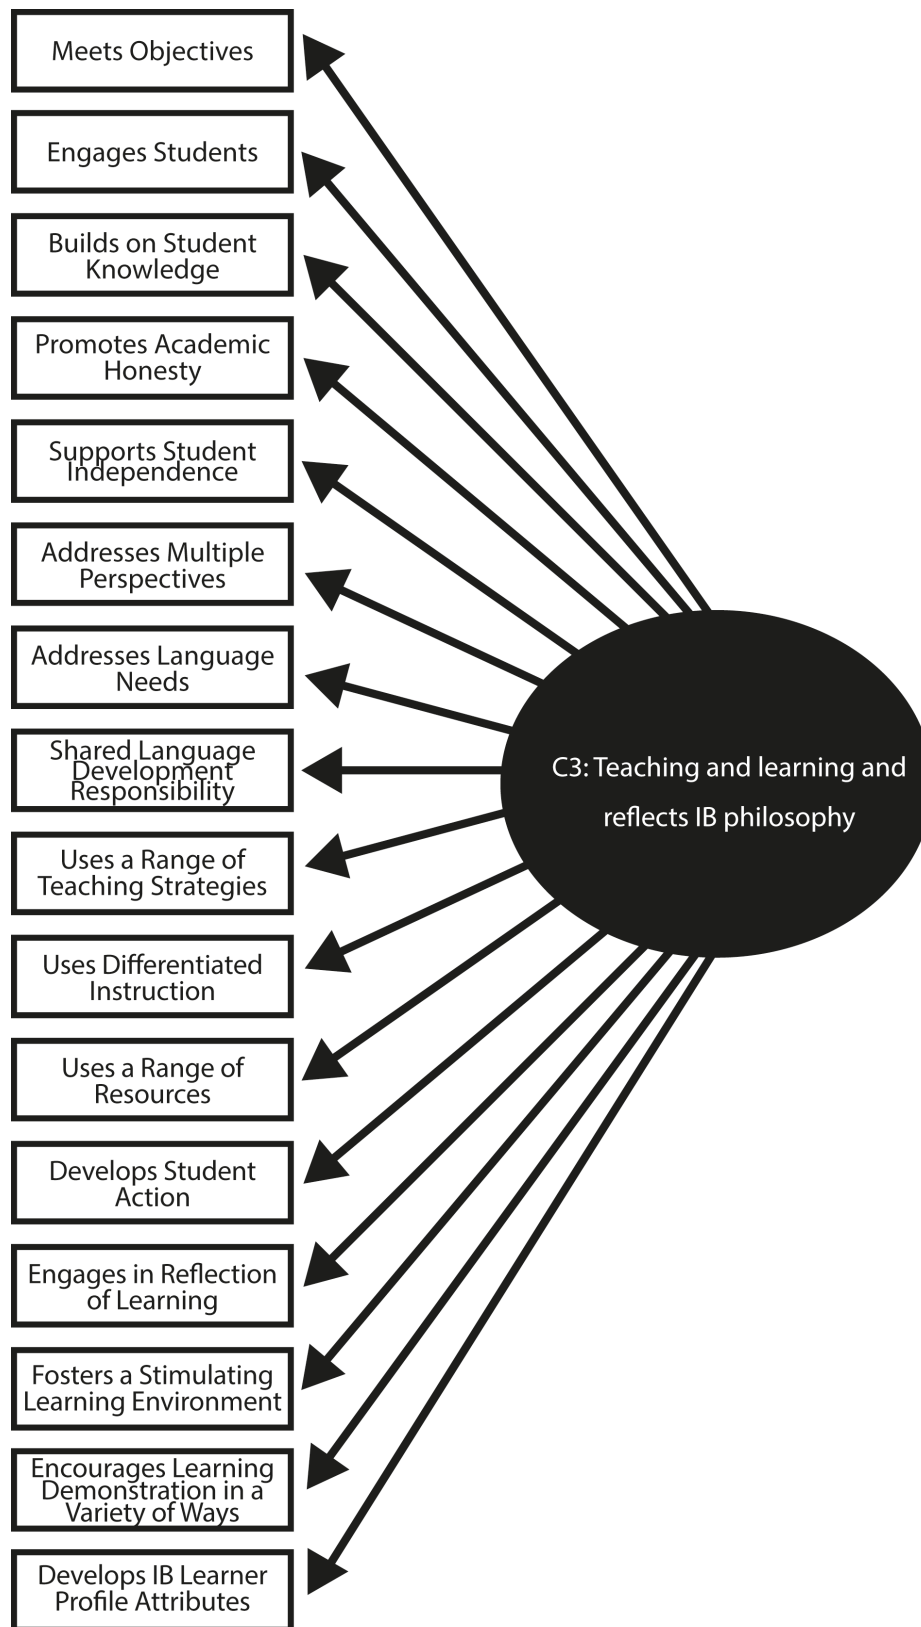 Meets Objectives
Engages Students
Builds on Student
Knowledge
Promotes Academic
Honesty
Supports Student
Independence
Addresses Multiple
Perspectives
Addresses Language
Needs
Shared Language
Development
Responsibility
Uses a Range of
Teaching Strategies
Uses Differentiated
Instruction
Uses a Range of
Resources
Develops Student
Action
Engages in Reflection
of Learning
Fosters a Stimulating
Learning Environment
Encourages Learning
Demonstration in a
Variety of Ways
Develops IB Learner
Profile Attributes
C3: Teaching and learning and
reflects IB philosophy